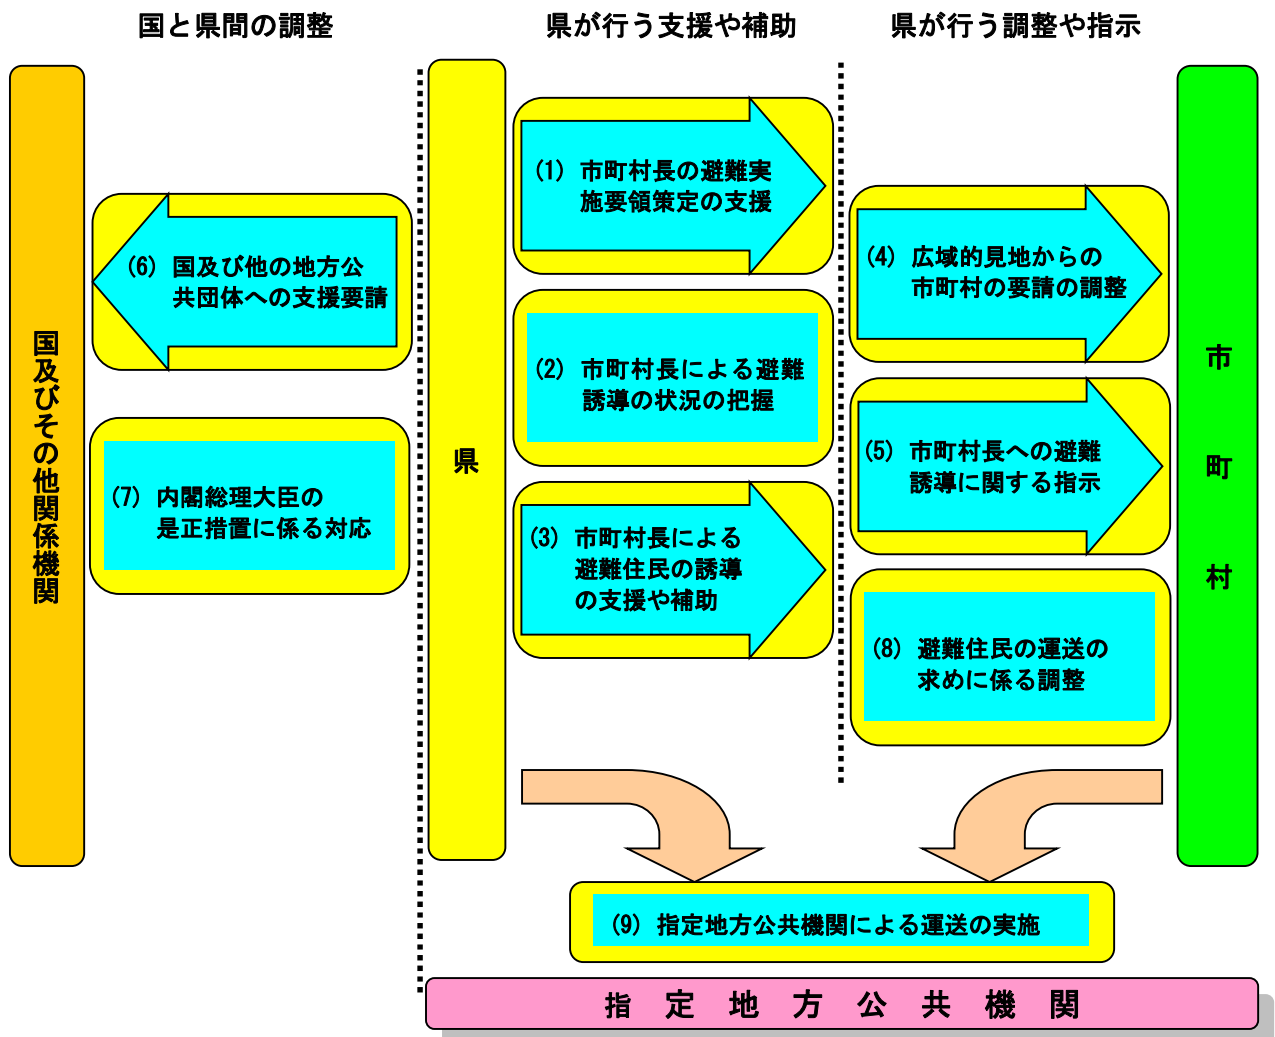 国と県間の調整
県が行う支援や補助
県が行う調整や指示
国及びその他関係機関
(6) 国及び他の地方公
共団体への支援要請
(7) 内閣総理大臣の
是正措置に係る対応
県
(1) 市町村長の避難実
施要領策定の支援
(2) 市町村長による避難
誘導の状況の把握
(3) 市町村長による
避難住民の誘導
の支援や補助
(4) 広域的見地からの
市町村の要請の調整
(5) 市町村長への避難
誘導に関する指示
(8) 避難住民の運送の
求めに係る調整
市町村
(9) 指定地方公共機関による運送の実施
指定地方公共機関